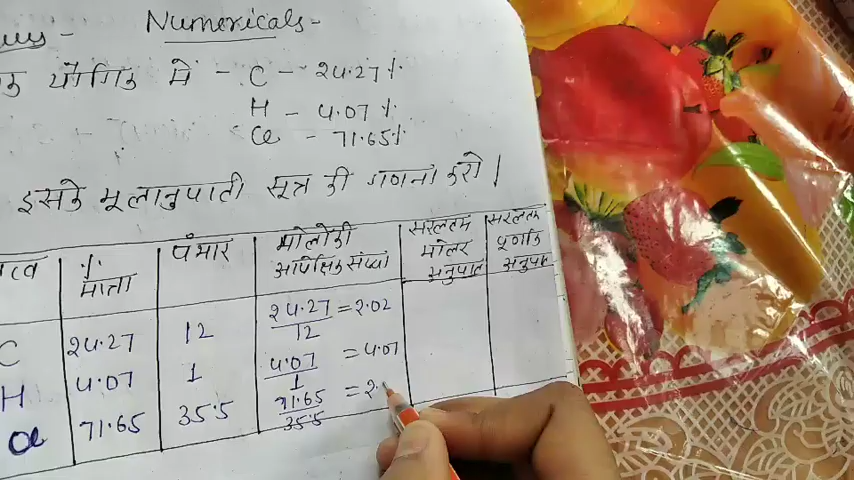 Numericals-
यौगिक में - C - 24.27%
H - 4.07%
Cl - 71.65%
इसके मूलानुपाती सूत्र की गणना करो |
% मात्रा प.भार मोलों की आपेक्षिक संख्या सरलतम मोलर अनुपात सरलतम पूर्णांक अनुपात
C 24.27 12 24.27/12 = 2.02
H 4.07 1 4.07/1 = 4.07
Cl 71.65 35.5 71.65/35.5 = 2.